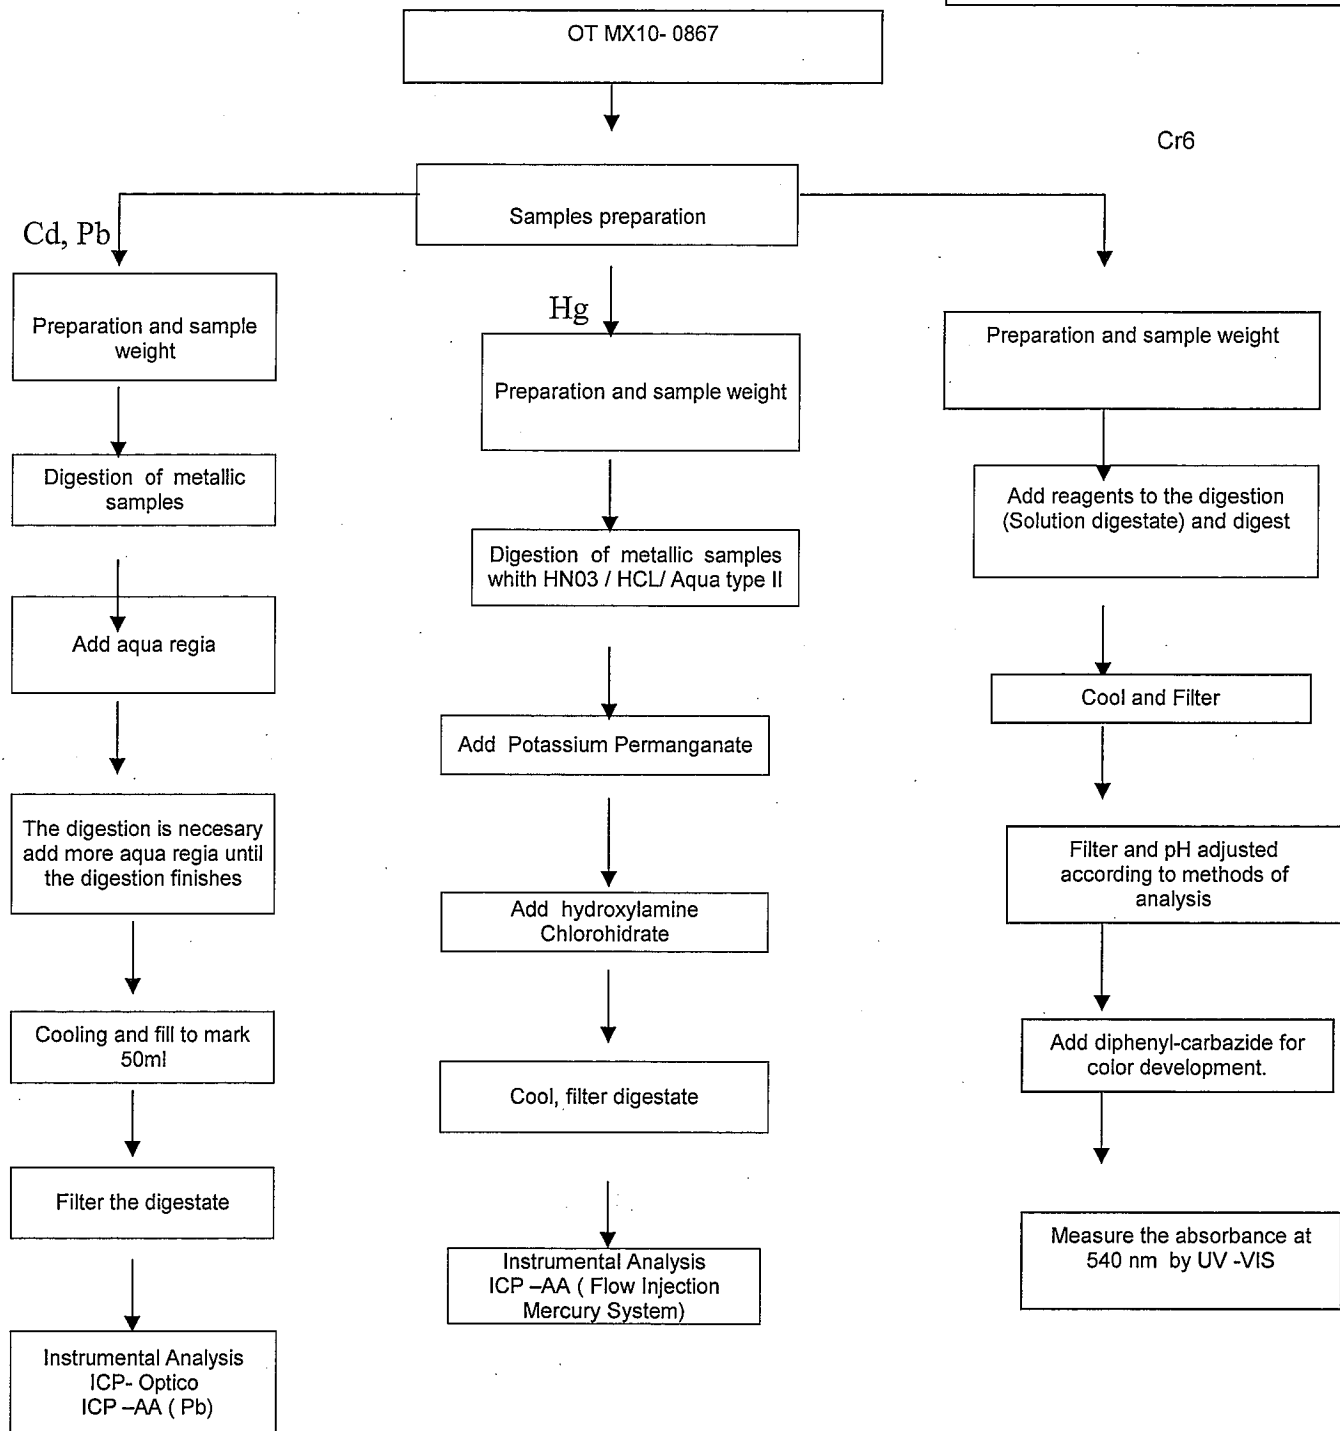 OT MX10- 0867
Samples preparation
Cd, Pb
Preparation and sample
weight
Digestion of metallic
samples
Add aqua regia
The digestion is necesary
add more aqua regia until
the digestion finishes
Cooling and fill to mark
50ml
Filter the digestate
Instrumental Analysis
ICP- Optico
ICP –AA ( Pb)
Hg
Preparation and sample weight
Digestion of metallic samples
whith HN03 / HCL/ Aqua type II
Add Potassium Permanganate
Add hydroxylamine
Chlorohidrate
Cool, filter digestate
Instrumental Analysis
ICP –AA ( Flow Injection
Mercury System)
Cr6
Preparation and sample weight
Add reagents to the digestion
(Solution digestate) and digest
Cool and Filter
Filter and pH adjusted
according to methods of
analysis
Add diphenyl-carbazide for
color development.
Measure the absorbance at
540 nm by UV -VIS